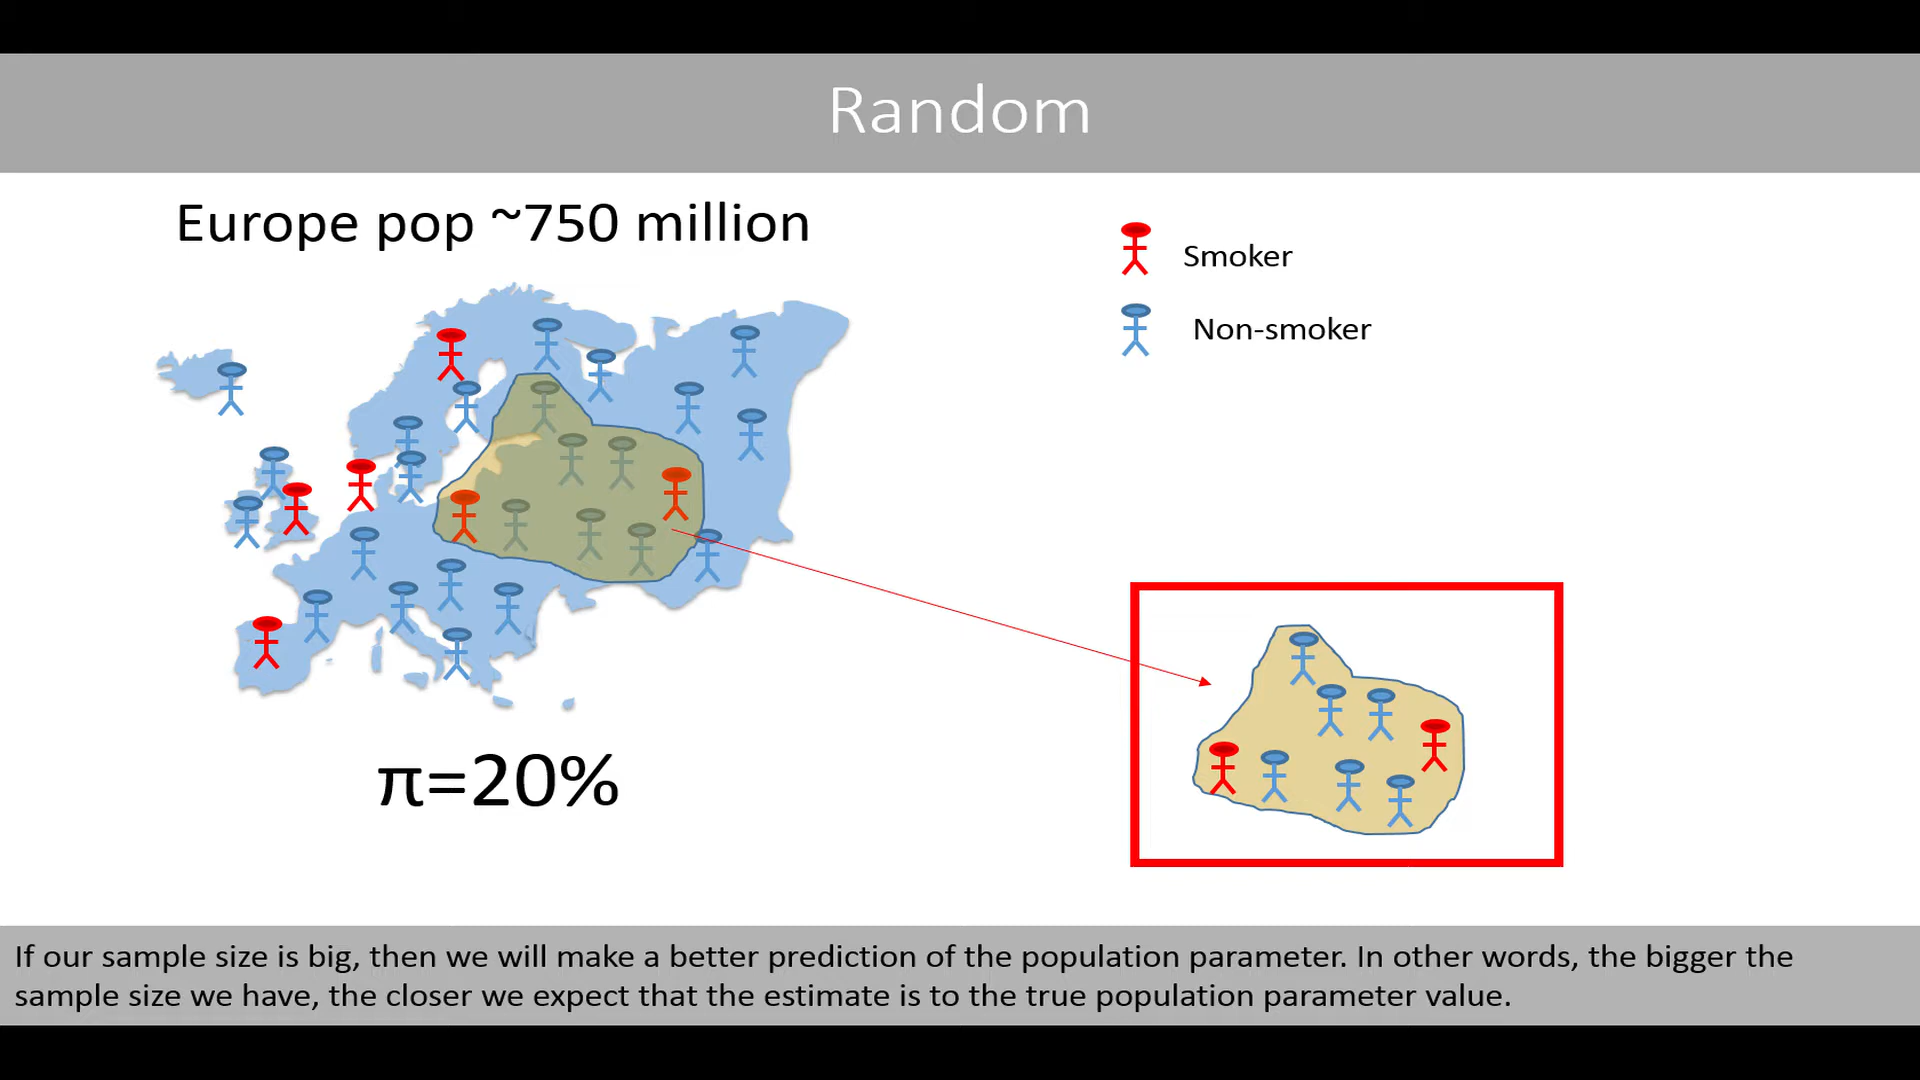 Random
Europe pop ~750 million
Smoker
Non-smoker
π=20%
If our sample size is big, then we will make a better prediction of the population parameter. In other words, the bigger the
sample size we have, the closer we expect that the estimate is to the true population parameter value.